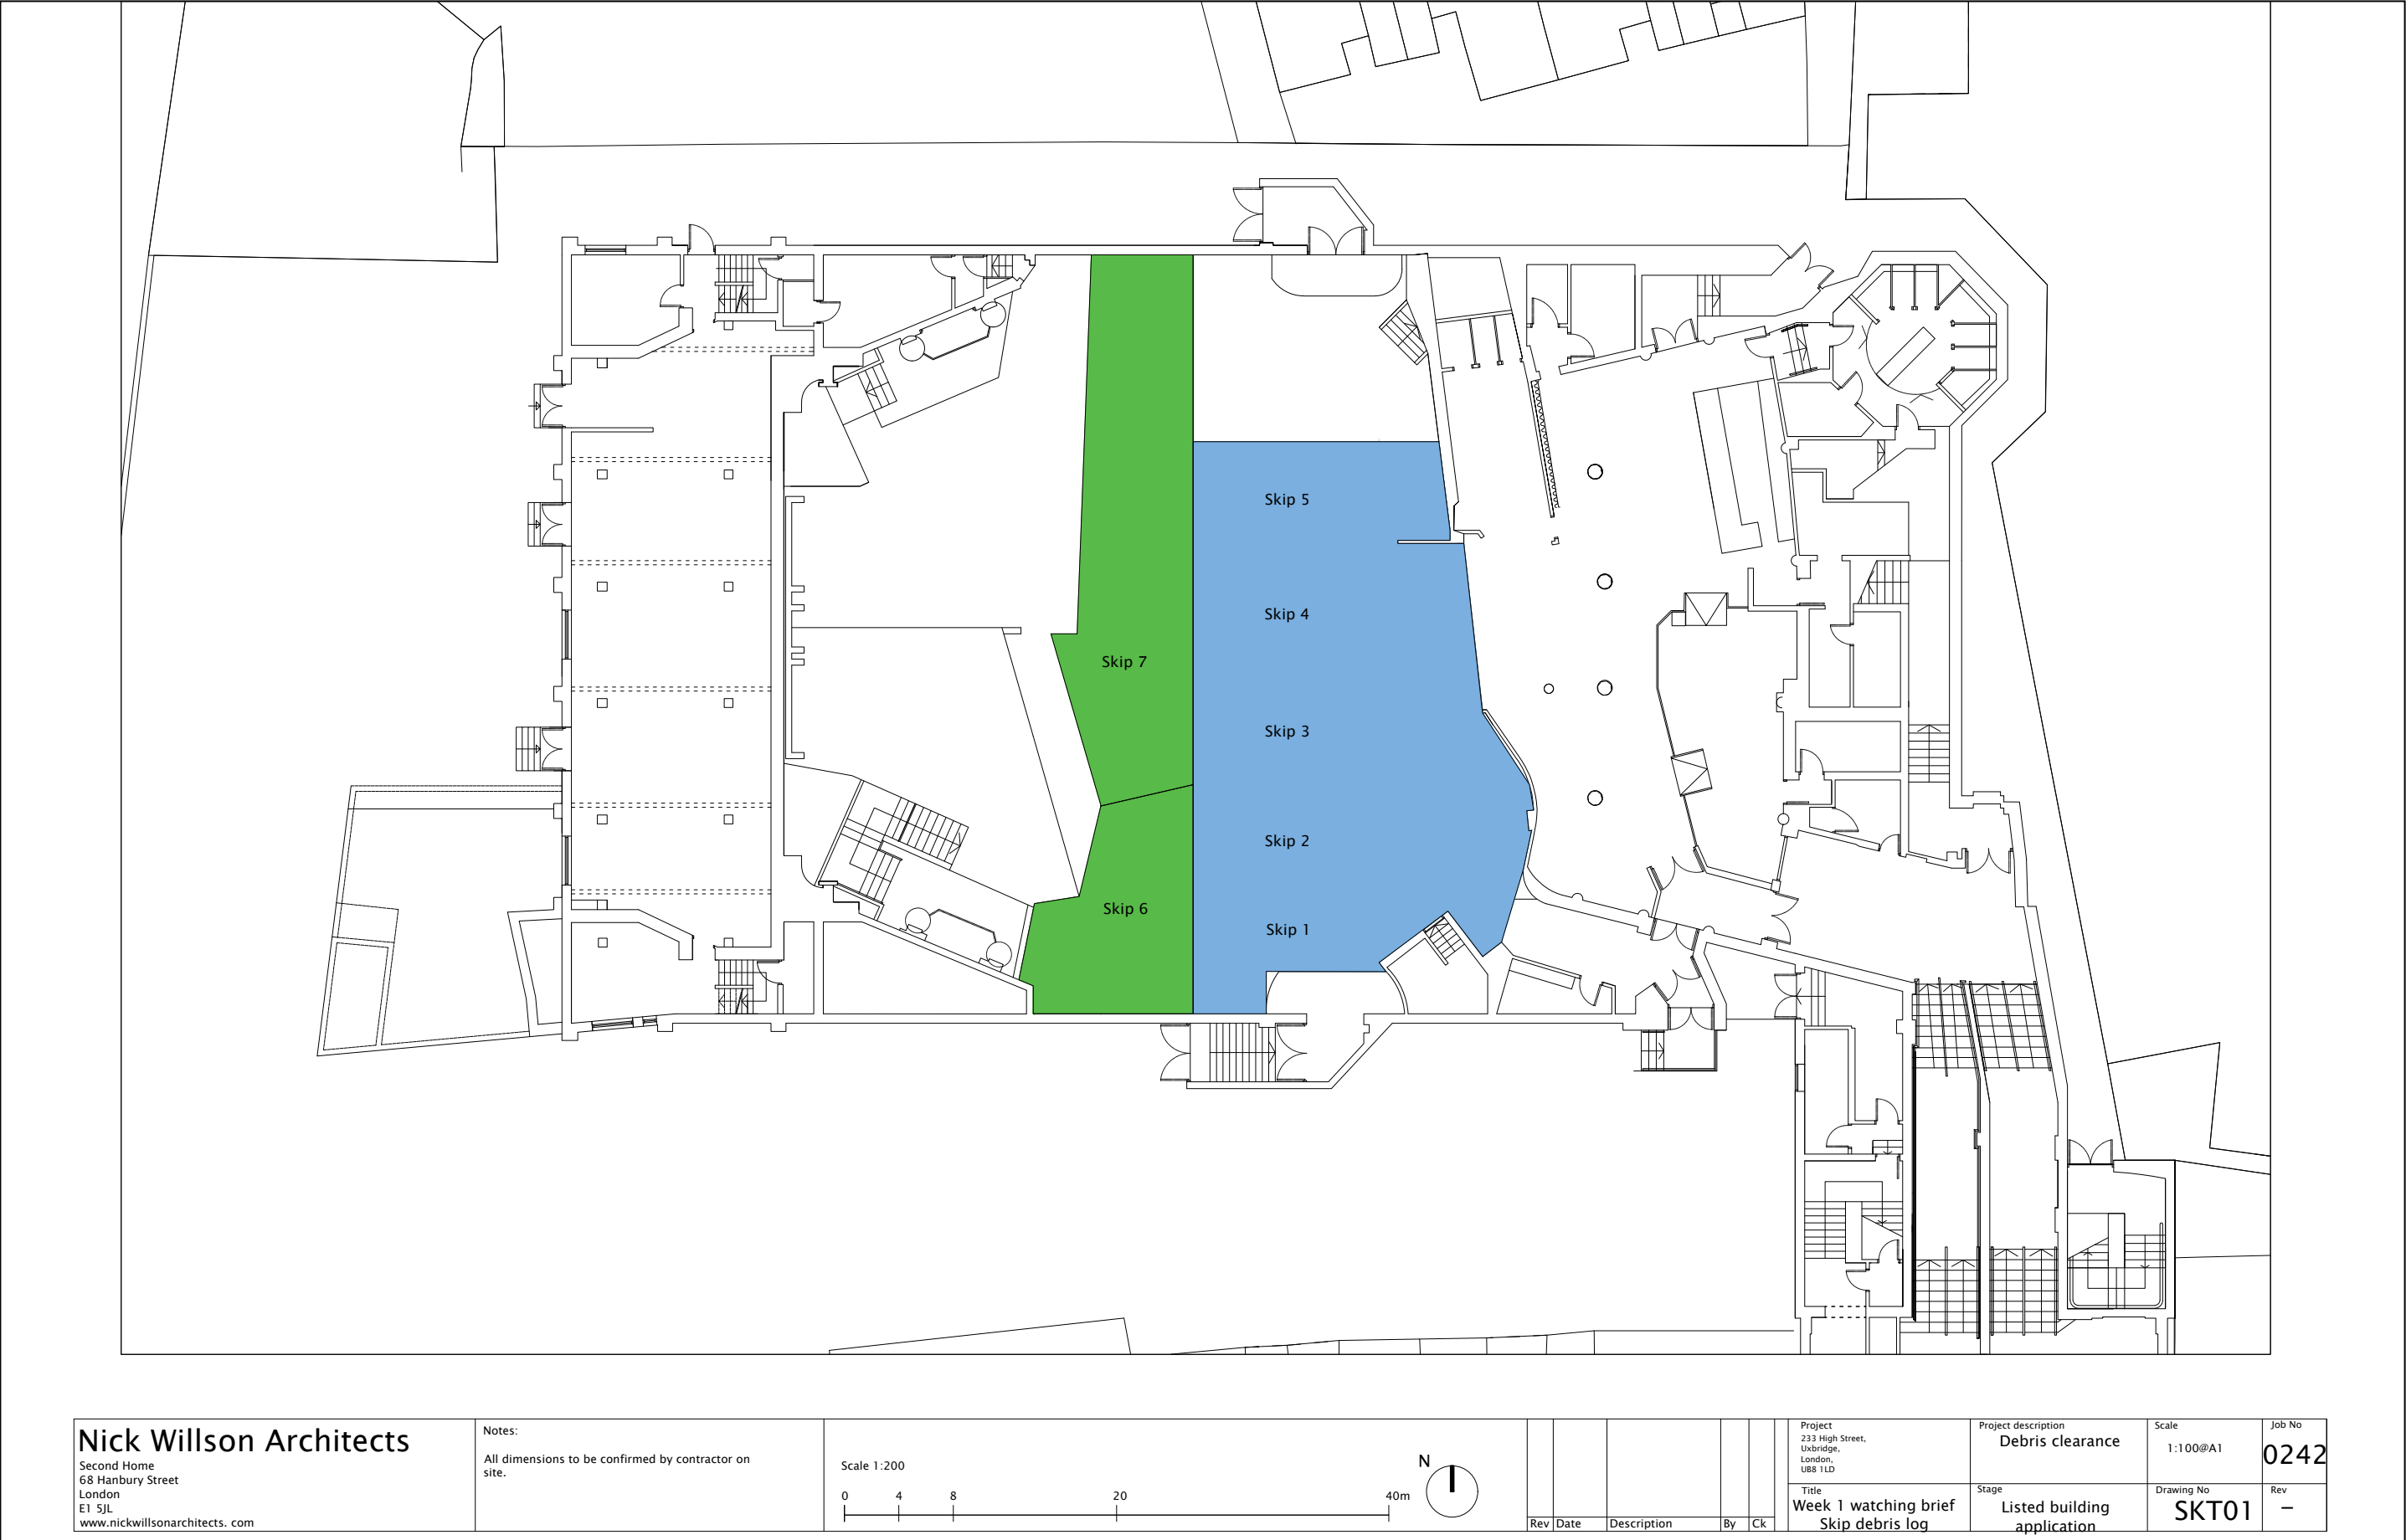 Skip 5
Skip 4
Skip 7
Skip 3
Skip 2
Skip 6
Skip 1
Nick Willson Architects
Second Home
68 Hanbury Street
London
E1 5JL
www.nickwillsonarchitects. com
Notes:
All dimensions to be confirmed by contractor on
site.
Scale 1:200
0 4 8 20 40m
N
Rev Date Description By Ck
Project
233 High Street,
Uxbridge,
London,
UB8 1LD
Project description
Debris clearance
Scale
1:100@A1
Job No
0242
Title
Week 1 watching brief
Skip debris log
Stage
Listed building
application
Drawing No
SKT01
Rev
–